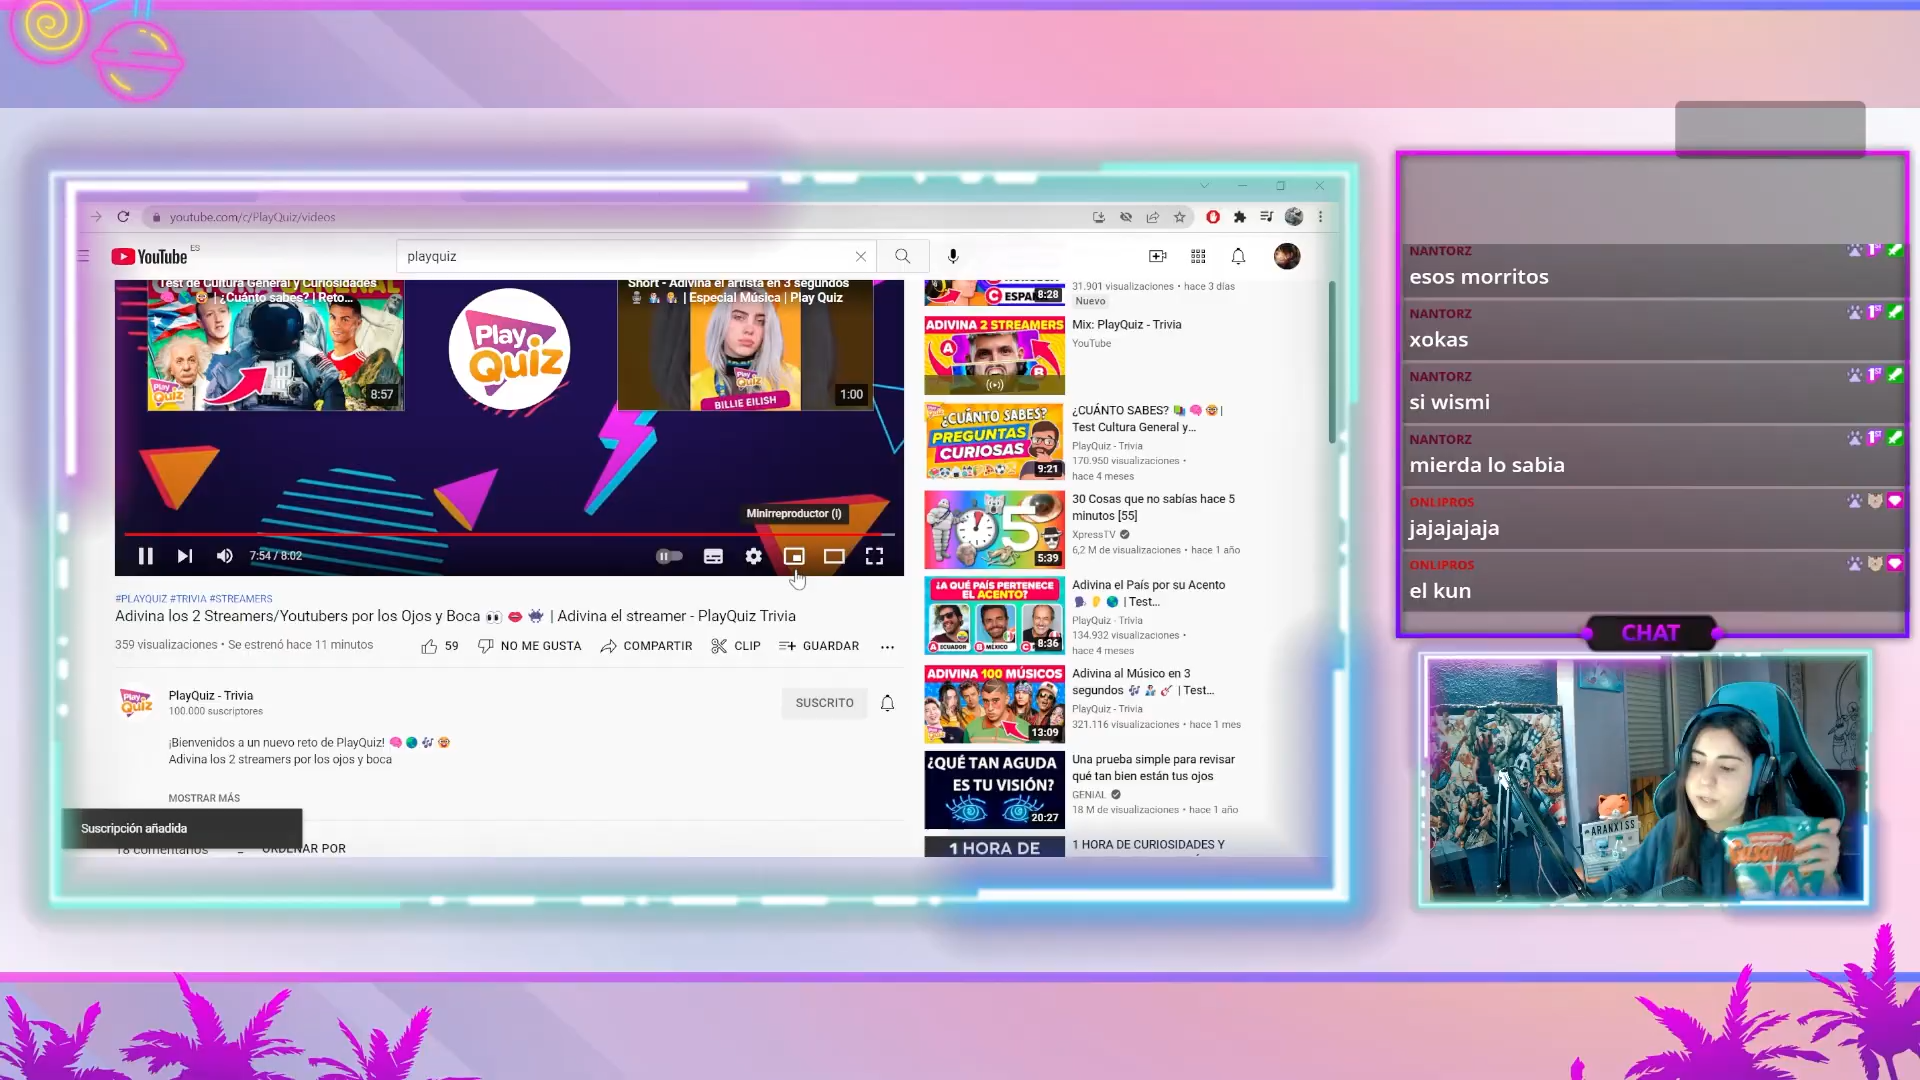 youtube.com/c/PlayQuiz/videos
YouTube
ES
playquiz
Test de Cultura General y Curiosidades
| ¿Cuánto sabes? | Reto...
8:57
Play Quiz
Short - Adivina el artista en 3 segundos
| Especial Música | Play Quiz
BILLIE EILISH
1:00
Minirreproductor (i)
7:54 / 8:02
#PLAYQUIZ #TRIVIA #STREAMERS
Adivina los 2 Streamers/Youtubers por los Ojos y Boca 👀 👄 👾 | Adivina el streamer - PlayQuiz Trivia
359 visualizaciones • Se estrenó hace 11 minutos
59
NO ME GUSTA
COMPARTIR
CLIP
GUARDAR
PlayQuiz - Trivia
100.000 suscriptores
SUSCRITO
¡Bienvenidos a un nuevo reto de PlayQuiz!
Adivina los 2 streamers por los ojos y boca
MOSTRAR MÁS
Suscripción añadida
18 comentarios
ORDENAR POR
8:28
31.901 visualizaciones • hace 3 días
Nuevo
ADIVINA 2 STREAMERS
A
B
Mix: PlayQuiz - Trivia
YouTube
¿CUÁNTO SABES?
PREGUNTAS
CURIOSAS
9:21
¿CUÁNTO SABES? |
Test Cultura General y...
PlayQuiz - Trivia
170.950 visualizaciones •
hace 4 meses
5
5:39
30 Cosas que no sabías hace 5
minutos [55]
XpressTV
6,2 M de visualizaciones • hace 1 año
¿A QUÉ PAÍS PERTENECE
EL ACENTO?
A ECUADOR
B MÉXICO
8:36
Adivina el País por su Acento
| Test...
PlayQuiz - Trivia
134.932 visualizaciones •
hace 4 meses
ADIVINA 100 MÚSICOS
13:09
Adivina al Músico en 3
segundos | Test...
PlayQuiz - Trivia
321.116 visualizaciones • hace 1 mes
¿QUÉ TAN AGUDA
ES TU VISIÓN?
20:27
Una prueba simple para revisar
qué tan bien están tus ojos
GENIAL
18 M de visualizaciones • hace 1 año
1 HORA DE
1 HORA DE CURIOSIDADES Y
NANTORZ
esos morritos
NANTORZ
xokas
NANTORZ
si wismi
NANTORZ
mierda lo sabia
ONLIPROS
jajajajaja
ONLIPROS
el kun
CHAT
ARANXISS